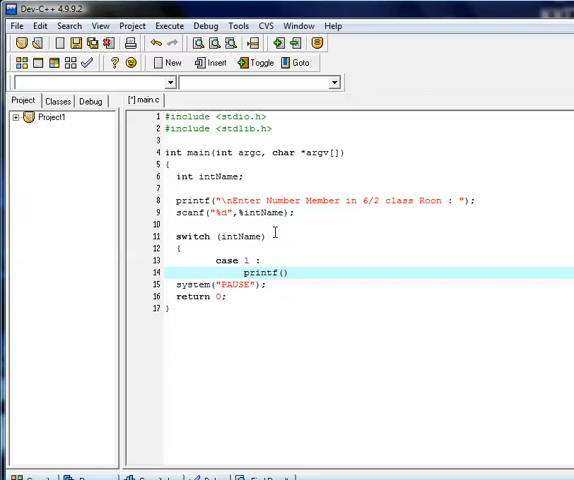 Dev-C++ 4.9.9.2
File Edit Search View Project Execute Debug Tools CVS Window Help
New Insert Toggle Goto
Project Classes Debug [*] main.c
Project1
1 #include <stdio.h>
2 #include <stdlib.h>
3
4 int main(int argc, char *argv[])
5 {
6 int intName;
7
8 printf("\nEnter Number Member in 6/2 class Roon : ");
9 scanf("%d",%intName);
10
11 switch (intName)
12 {
13 case 1 :
14 printf()
15 system("PAUSE");
16 return 0;
17 }